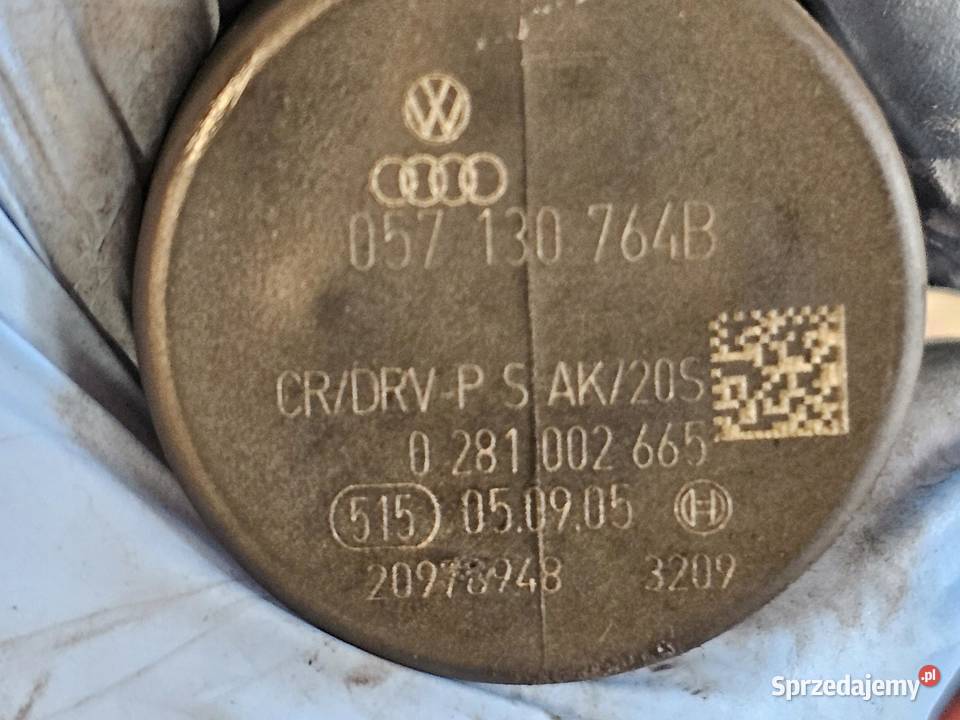 057 130 764B
CR/DRV-P S AK/20S
0 281 002 665
515 05.09.05
20978948 3209
Sprzedajemy.pl